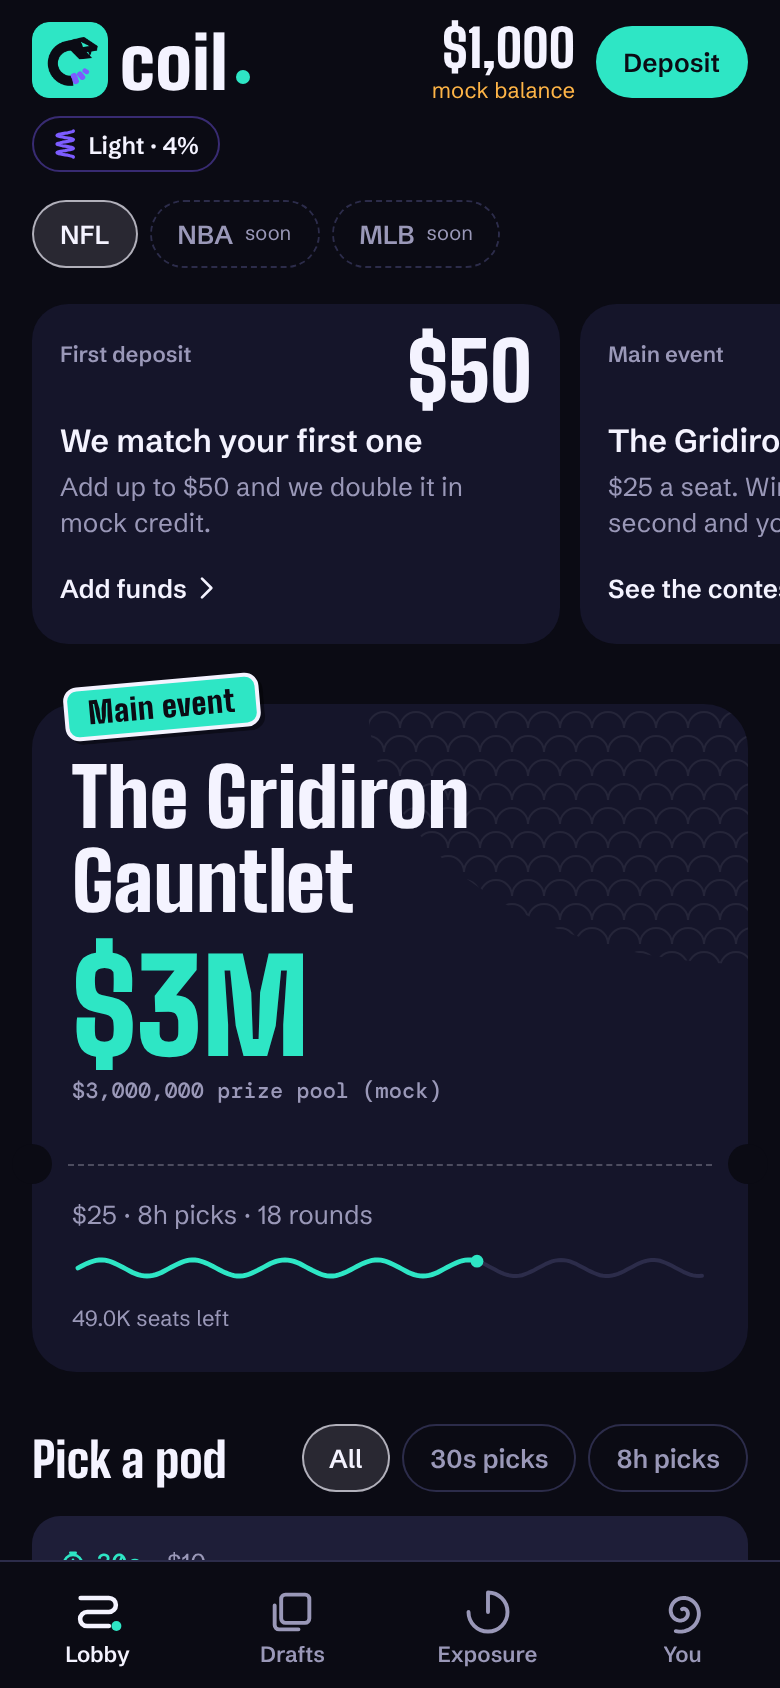 coil.
$1,000
mock balance
Deposit
Light · 4%
NFL
NBA soon
MLB soon
First deposit
$50
We match your first one
Add up to $50 and we double it in
mock credit.
Add funds
Main event
The Gridiro
$25 a seat. Wi
second and yo
See the conte
Main event
The Gridiron
Gauntlet
$3M
$3,000,000 prize pool (mock)
$25 · 8h picks · 18 rounds
49.0K seats left
Pick a pod
All
30s picks
8h picks
Lobby
Drafts
Exposure
You